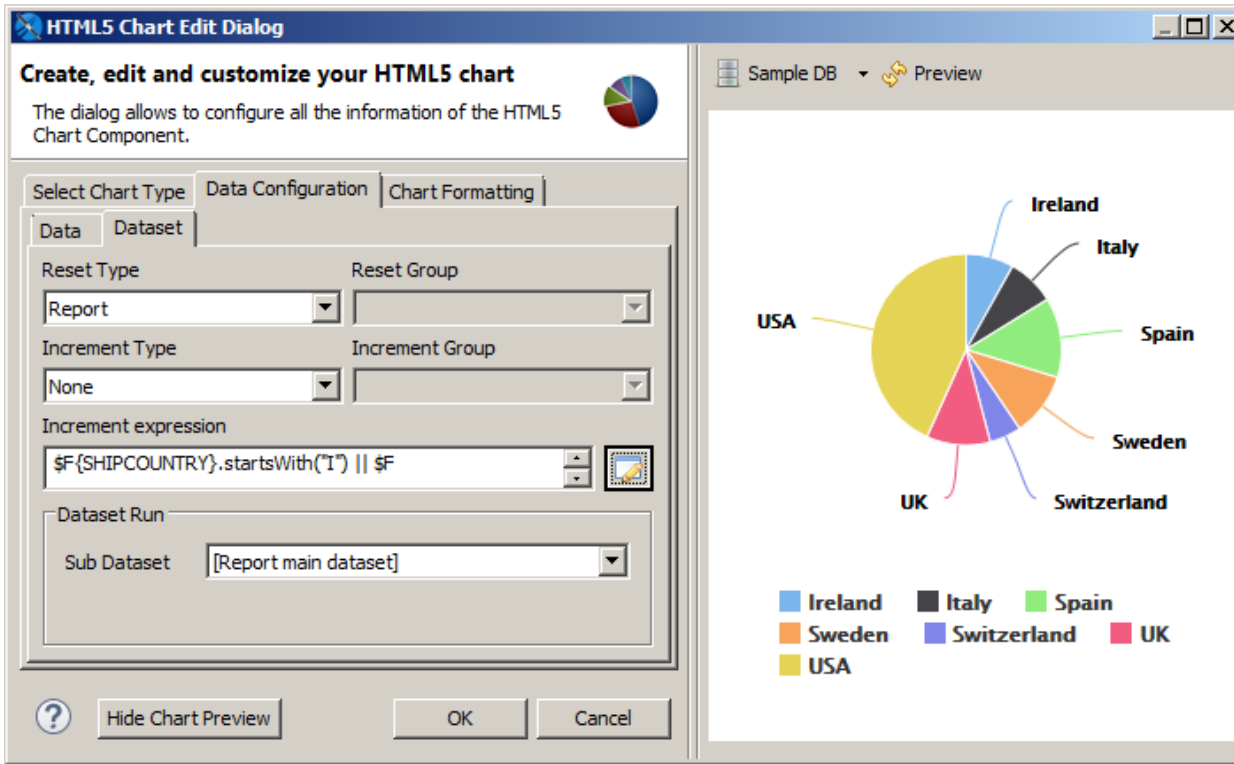 HTML5 Chart Edit Dialog
Create, edit and customize your HTML5 chart
The dialog allows to configure all the information of the HTML5
Chart Component.
Select Chart Type Data Configuration Chart Formatting
Data Dataset
Reset Type Reset Group
Report
Increment Type Increment Group
None
Increment expression
$F{SHIPCOUNTRY}.startsWith("I") || $F
Dataset Run
Sub Dataset [Report main dataset]
? Hide Chart Preview OK Cancel
Sample DB Preview
Ireland
Italy
USA
Spain
Sweden
UK
Switzerland
Ireland Italy Spain
Sweden Switzerland UK
USA